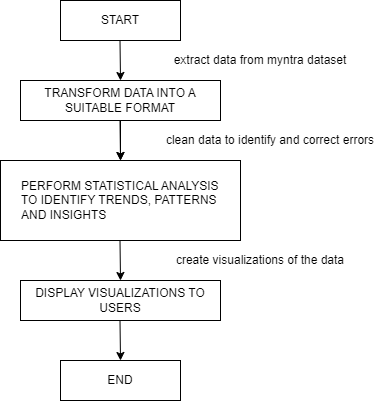 START
extract data from myntra dataset
TRANSFORM DATA INTO A
SUITABLE FORMAT
clean data to identify and correct errors
PERFORM STATISTICAL ANALYSIS
TO IDENTIFY TRENDS, PATTERNS
AND INSIGHTS
create visualizations of the data
DISPLAY VISUALIZATIONS TO
USERS
END